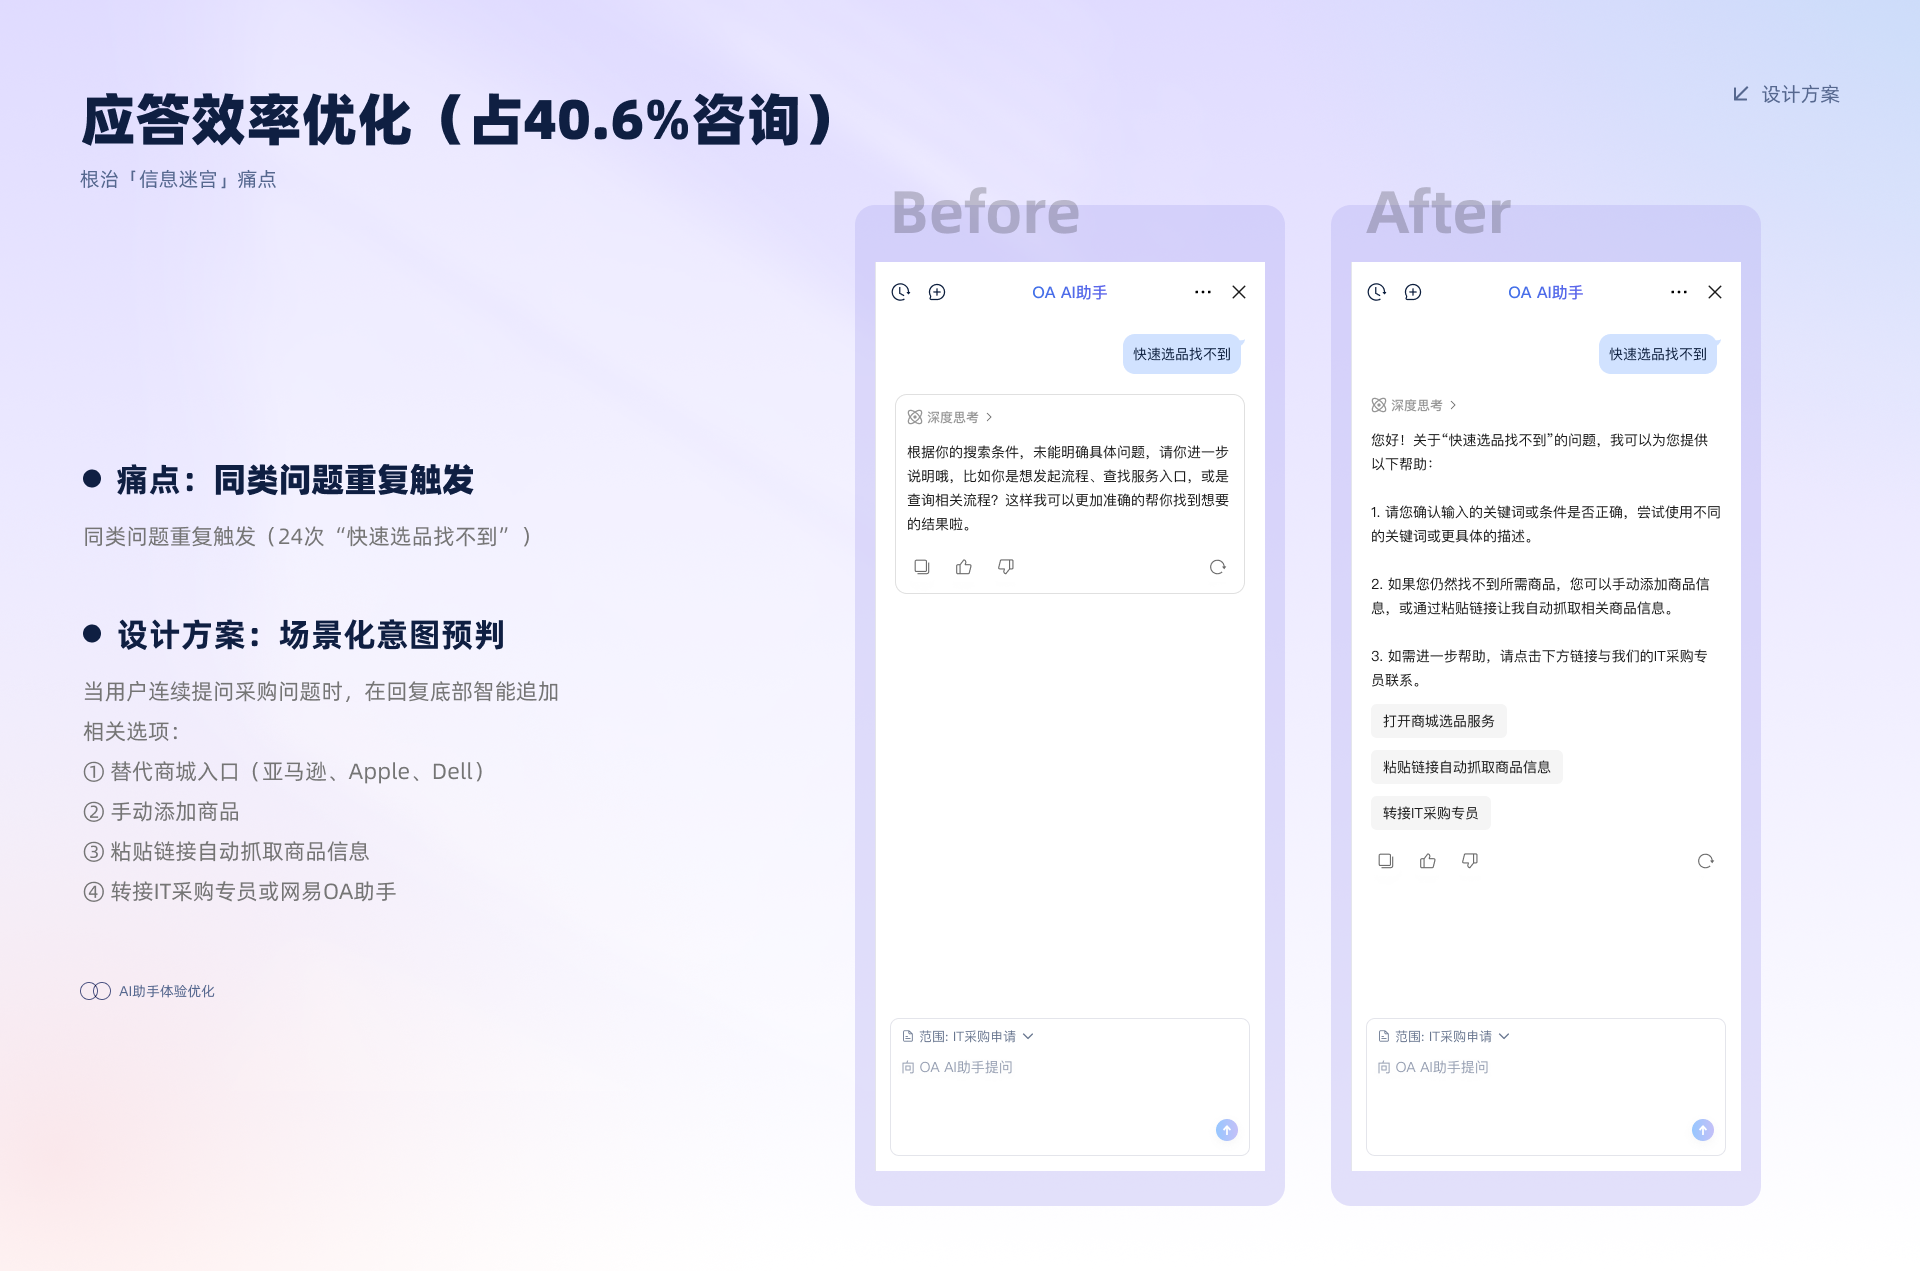 应答效率优化（占40.6%咨询）
根治「信息迷宫」痛点
设计方案
痛点：同类问题重复触发
同类问题重复触发（24次“快速选品找不到”）
设计方案：场景化意图预判
当用户连续提问采购问题时，在回复底部智能追加
相关选项：
① 替代商城入口（亚马逊、Apple、Dell）
② 手动添加商品
③ 粘贴链接自动抓取商品信息
④ 转接IT采购专员或网易OA助手
AI助手体验优化
Before
OA AI助手
快速选品找不到
深度思考
根据你的搜索条件，未能明确具体问题，请你进一步
说明哦，比如你是想发起流程、查找服务入口，或是
查询相关流程？这样我可以更加准确的帮你找到想要
的结果啦。
范围: IT采购申请
向 OA AI助手提问
After
OA AI助手
快速选品找不到
深度思考
您好！关于“快速选品找不到”的问题，我可以为您提供
以下帮助：
1. 请您确认输入的关键词或条件是否正确，尝试使用不同
的关键词或更具体的描述。
2. 如果您仍然找不到所需商品，您可以手动添加商品信
息，或通过粘贴链接让我自动抓取相关商品信息。
3. 如需进一步帮助，请点击下方链接与我们的IT采购专
员联系。
打开商城选品服务
粘贴链接自动抓取商品信息
转接IT采购专员
范围: IT采购申请
向 OA AI助手提问